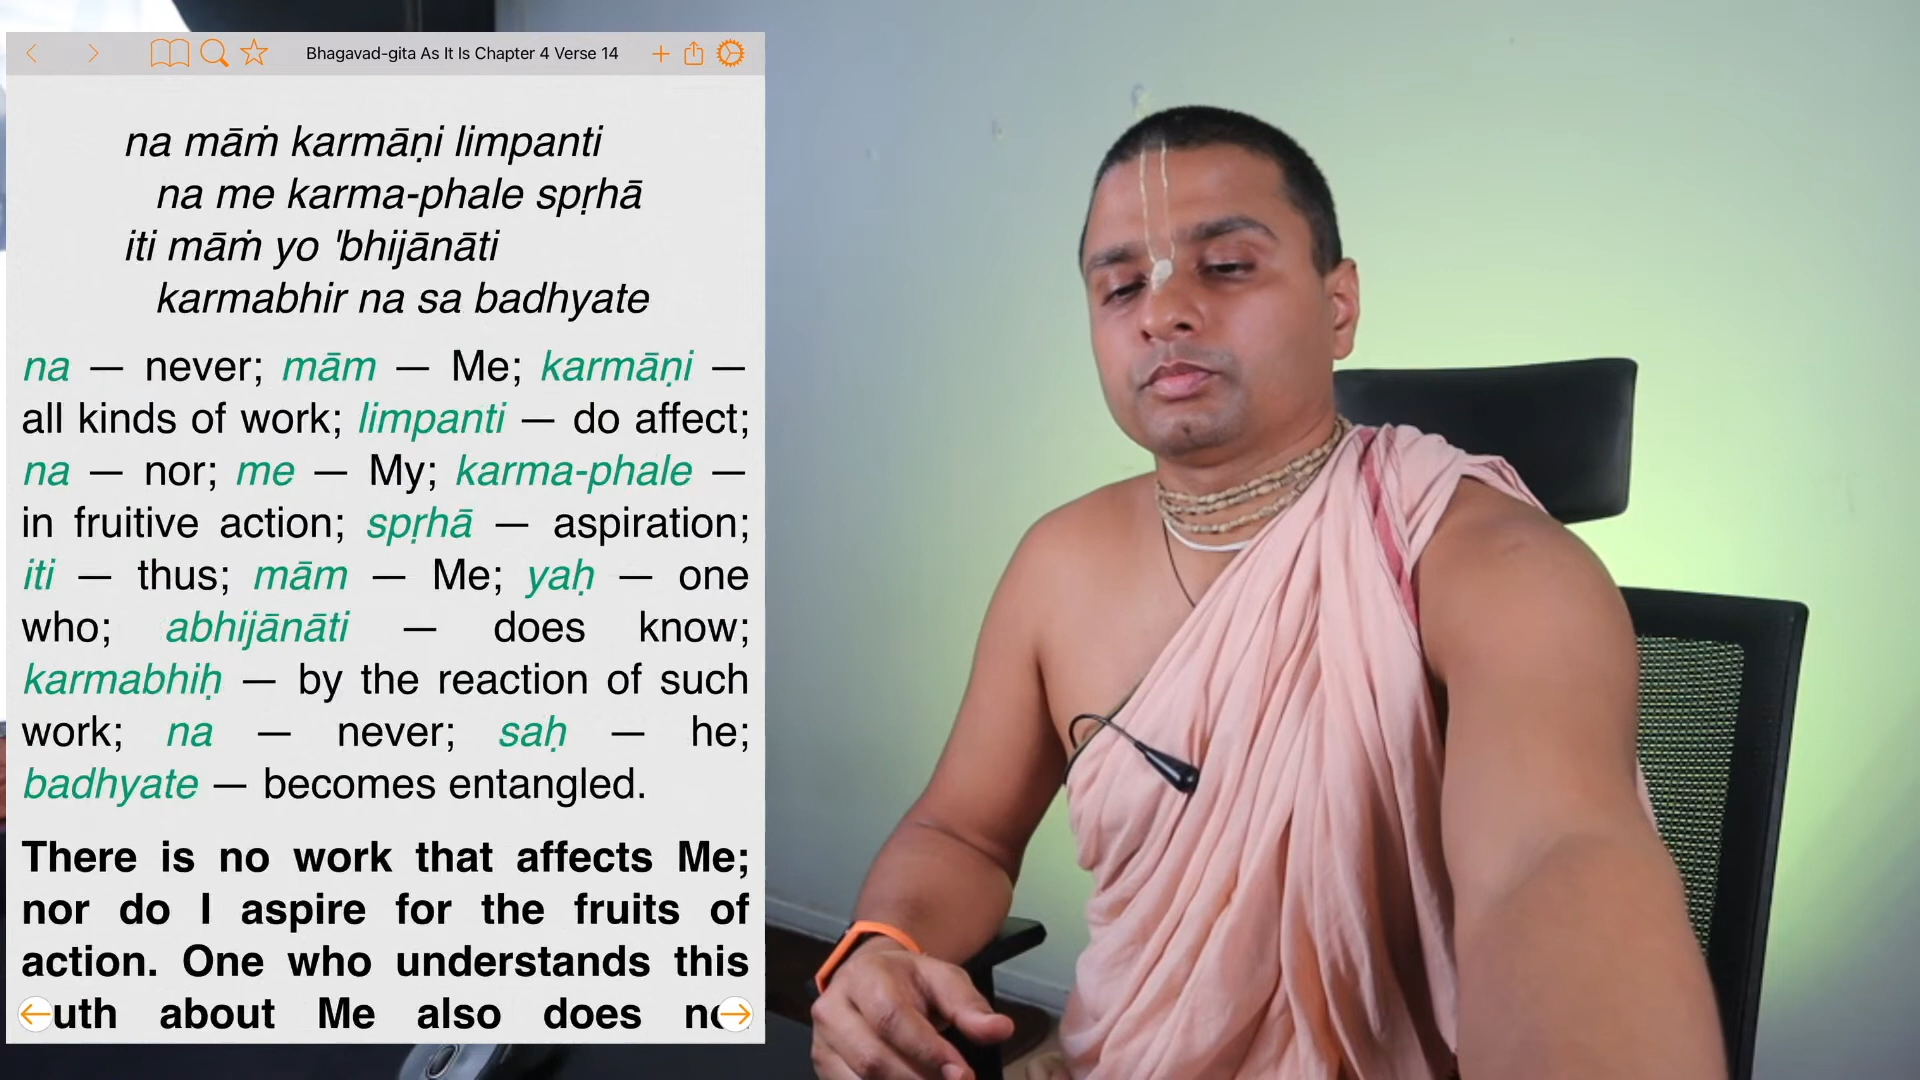 Bhagavad-gita As It Is Chapter 4 Verse 14
na māṁ karmāṇi limpanti
na me karma-phale spṛhā
iti māṁ yo 'bhijānāti
karmabhir na sa badhyate
na — never; mām — Me; karmāṇi —
all kinds of work; limpanti — do affect;
na — nor; me — My; karma-phale —
in fruitive action; spṛhā — aspiration;
iti — thus; mām — Me; yaḥ — one
who; abhijānāti — does know;
karmabhiḥ — by the reaction of such
work; na — never; saḥ — he;
badhyate — becomes entangled.
There is no work that affects Me;
nor do I aspire for the fruits of
action. One who understands this
uth about Me also does